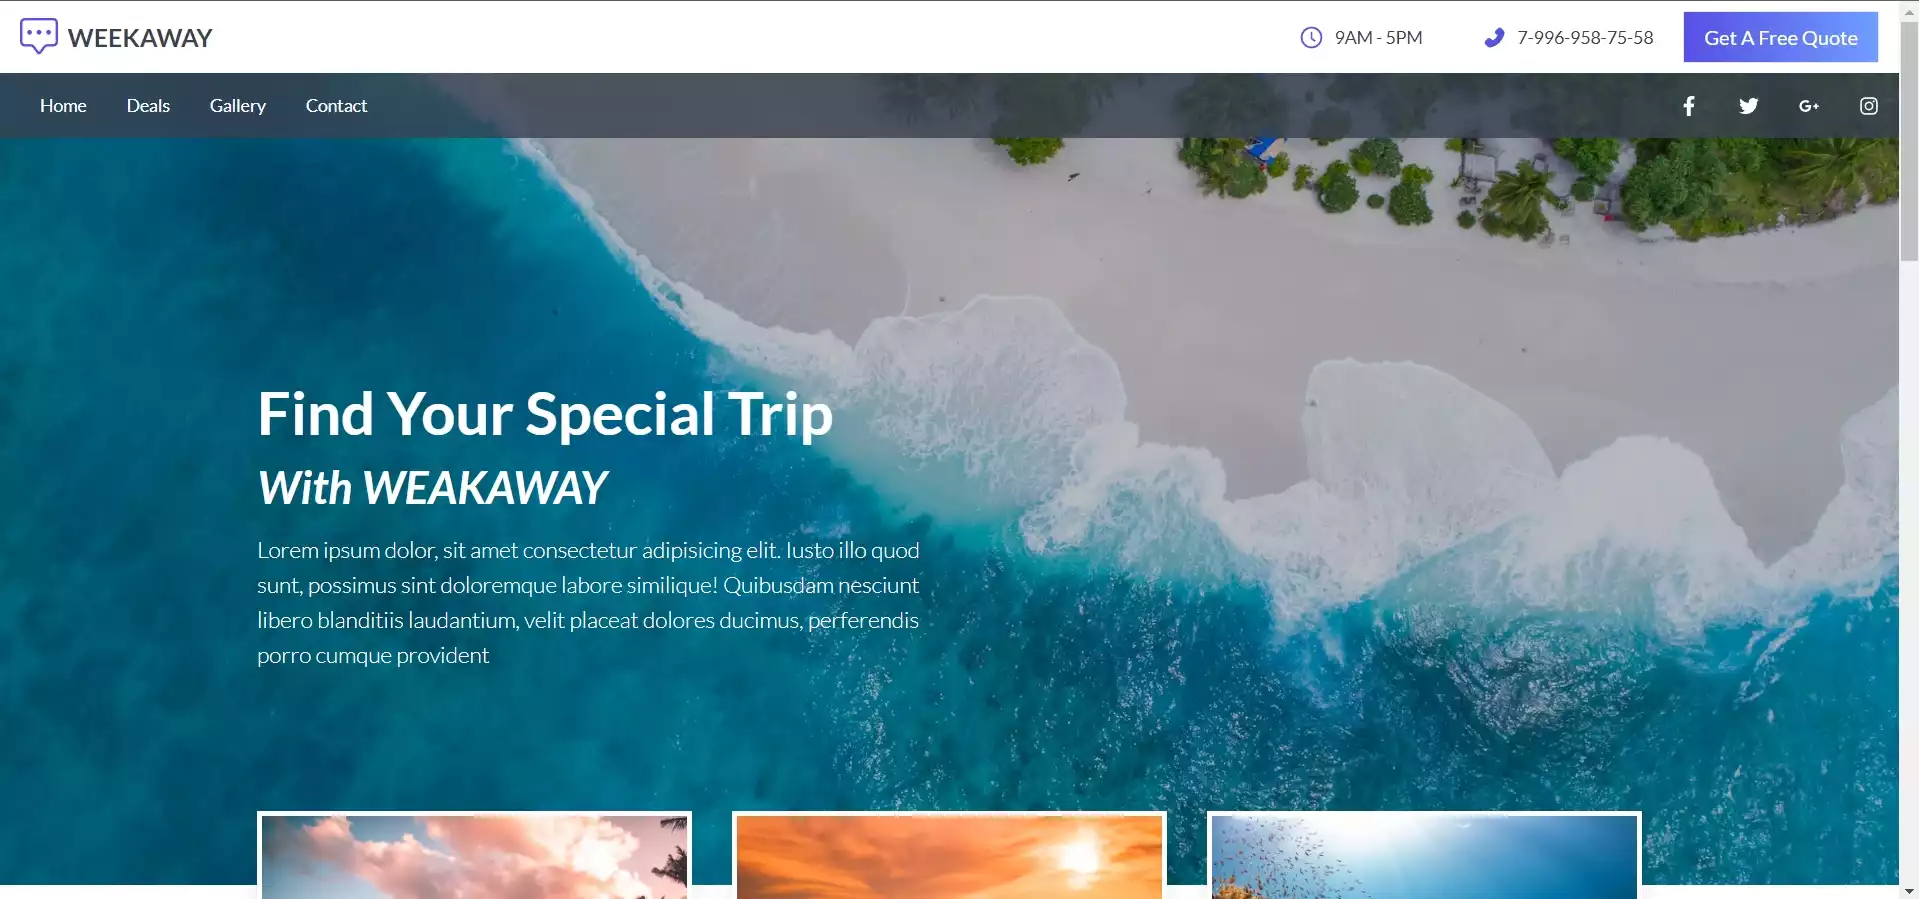 WEEKAWAY
9AM - 5PM
7-996-958-75-58
Get A Free Quote
Home
Deals
Gallery
Contact
G+
Find Your Special Trip
With WEAKAWAY
Lorem ipsum dolor, sit amet consectetur adipisicing elit. Iusto illo quod
sunt, possimus sint doloremque labore similique! Quibusdam nesciunt
libero blanditiis laudantium, velit placeat dolores ducimus, perferendis
porro cumque provident